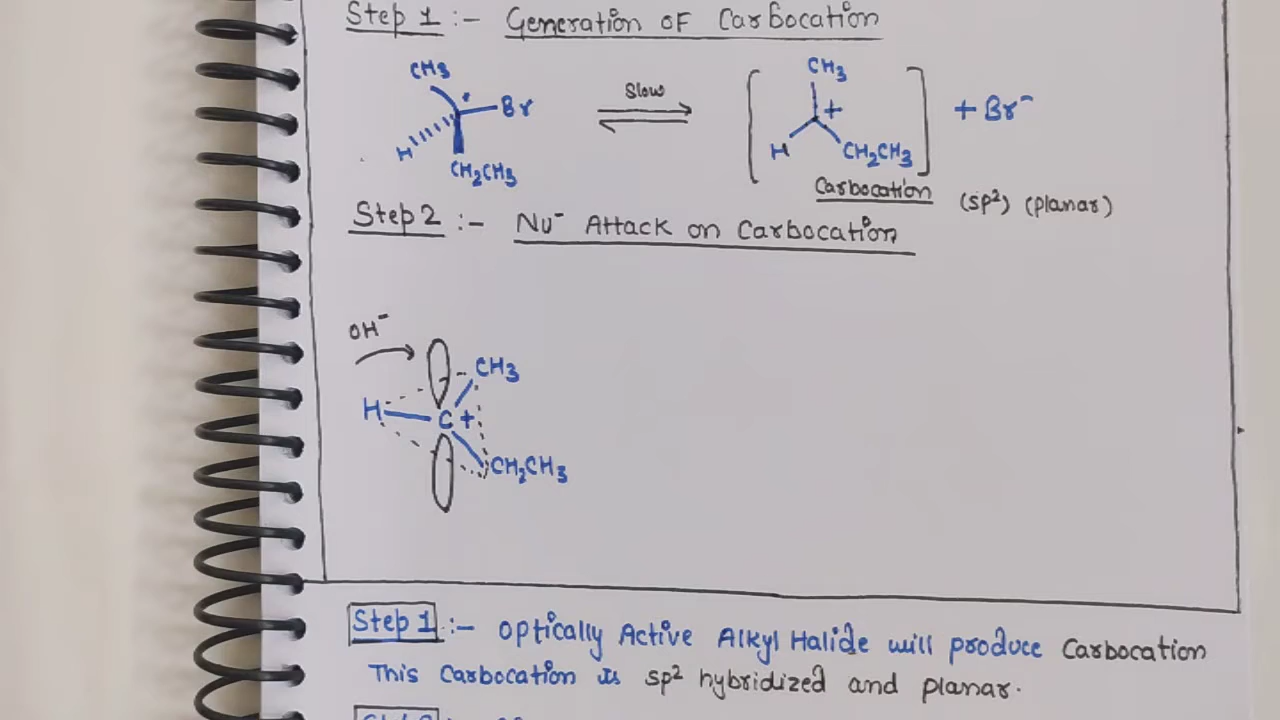 Step 1 :- Generation of Carbocation
CH3
Br
H
CH2CH3
Slow
CH3
+
H
CH2CH3
+ Br⁻
Carbocation (sp²) (planar)
Step 2 :- Nu⁻ Attack on Carbocation
OH⁻
CH3
H C +
CH2CH3
Step 1 :- Optically Active Alkyl Halide will produce Carbocation
This Carbocation is sp² hybridized and planar.